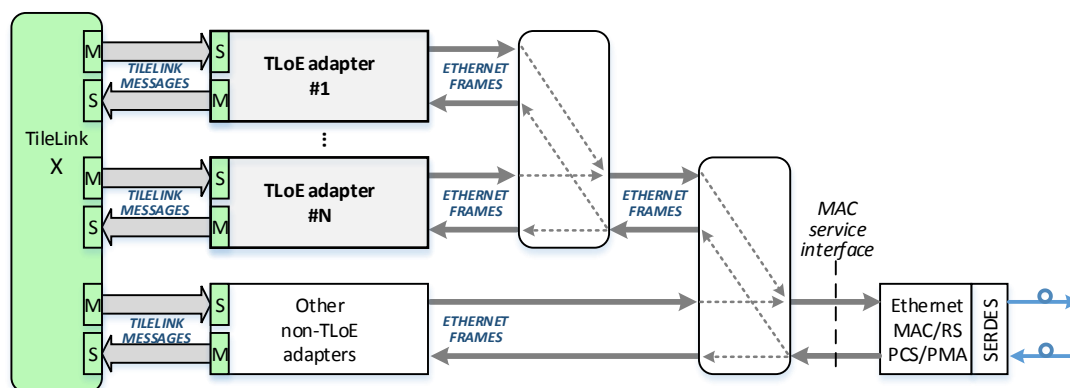 M
S
TILELINK
MESSAGES
S
M
TLoE adapter
#1
ETHERNET
FRAMES
...
TileLink
X
M
S
TILELINK
MESSAGES
S
M
TLoE adapter
#N
ETHERNET
FRAMES
ETHERNET
FRAMES
MAC
service
interface
M
S
TILELINK
MESSAGES
S
M
Other
non-TLoE
adapters
ETHERNET
FRAMES
Ethernet
MAC/RS
PCS/PMA
SERDES